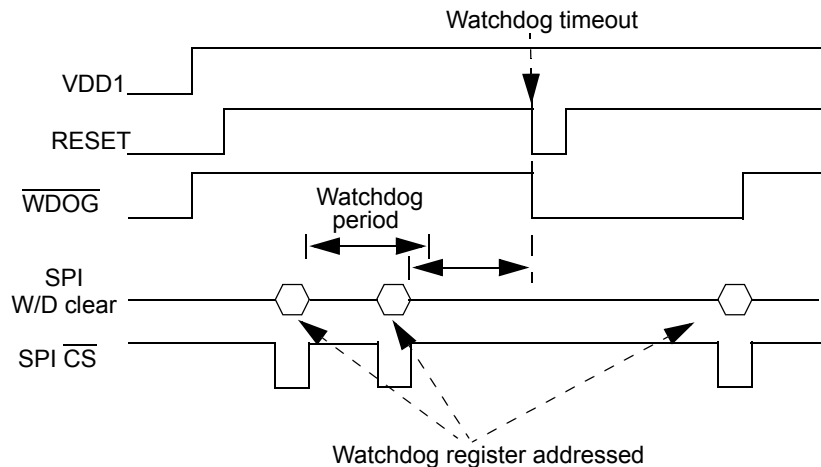 Watchdog timeout
VDD1
RESET
WDOG
Watchdog
period
SPI
W/D clear
SPI CS
Watchdog register addressed